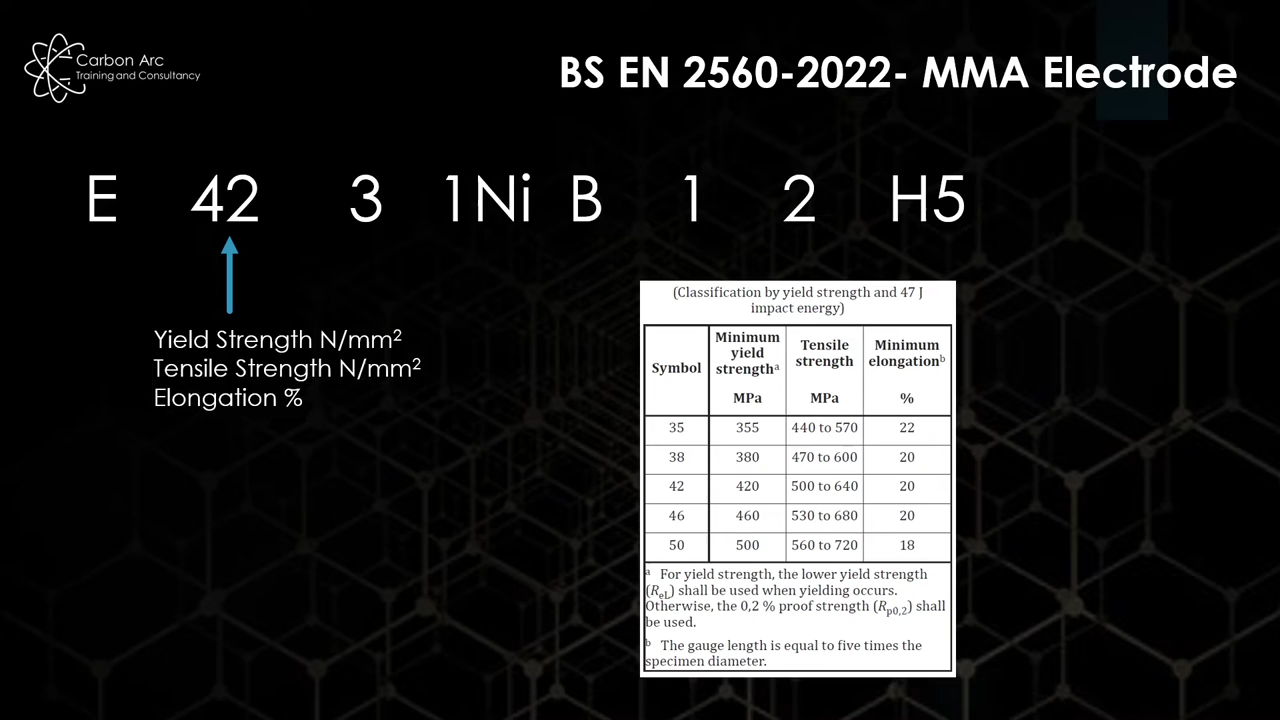 Carbon Arc
Training and Consultancy
BS EN 2560-2022- MMA Electrode
E 42 3 1Ni B 1 2 H5
Yield Strength N/mm²
Tensile Strength N/mm²
Elongation %
(Classification by yield strength and 47 J
impact energy)
Symbol Minimum yield strengthᵃ MPa Tensile strength MPa Minimum elongationᵇ %
35 355 440 to 570 22
38 380 470 to 600 20
42 420 500 to 640 20
46 460 530 to 680 20
50 500 560 to 720 18
ᵃ For yield strength, the lower yield strength
(ReL) shall be used when yielding occurs.
Otherwise, the 0,2 % proof strength (Rp0,2) shall
be used.
ᵇ The gauge length is equal to five times the
specimen diameter.